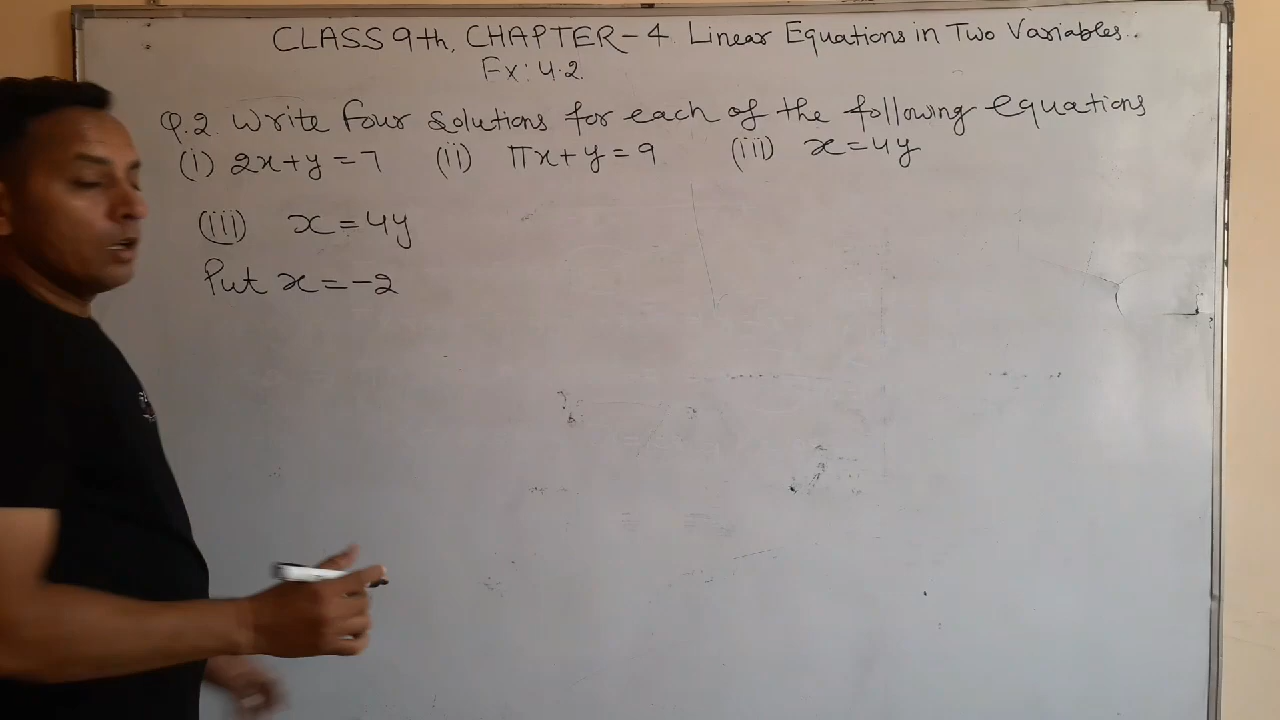 CLASS 9th, CHAPTER-4 Linear Equations in Two Variables.
Ex: 4.2.
Q.2. Write four solutions for each of the following equations
(i) 2x+y=7 (ii) πx+y=9 (iii) x=4y
(iii) x=4y
Put x=-2